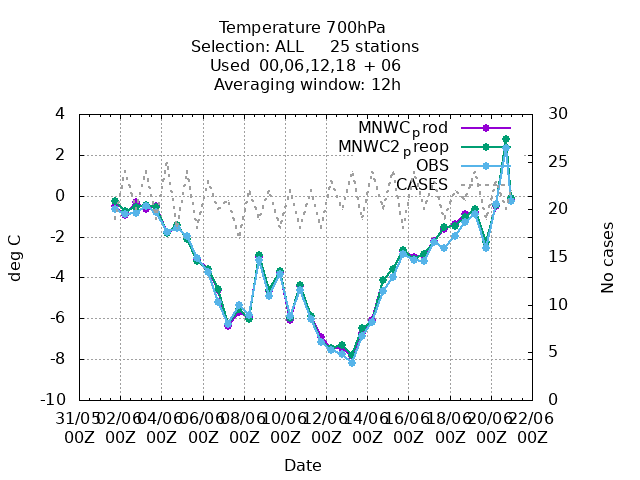 Temperature 700hPa
Selection: ALL 25 stations
Used 00,06,12,18 + 06
Averaging window: 12h
4
2
0
-2
-4
-6
-8
-10
30
25
20
15
10
5
0
MNWCprod
MNWC2preop
OBS
CASES
deg C
No cases
31/05 02/06 04/06 06/06 08/06 10/06 12/06 14/06 16/06 18/06 20/06 22/06
00Z 00Z 00Z 00Z 00Z 00Z 00Z 00Z 00Z 00Z 00Z 00Z
Date